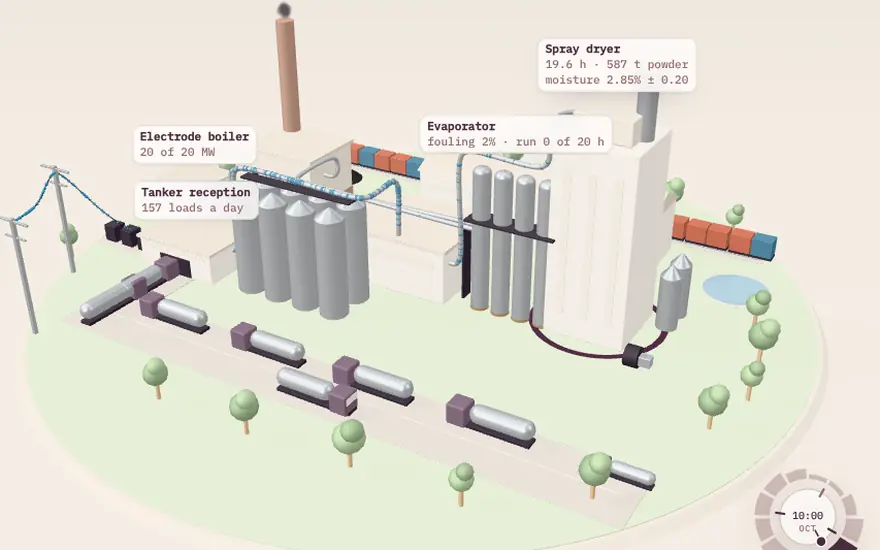 Spray dryer
19.6 h · 587 t powder
moisture 2.85% ± 0.20
Evaporator
fouling 2% · run 0 of 20 h
Electrode boiler
20 of 20 MW
Tanker reception
157 loads a day
10:00
OCT